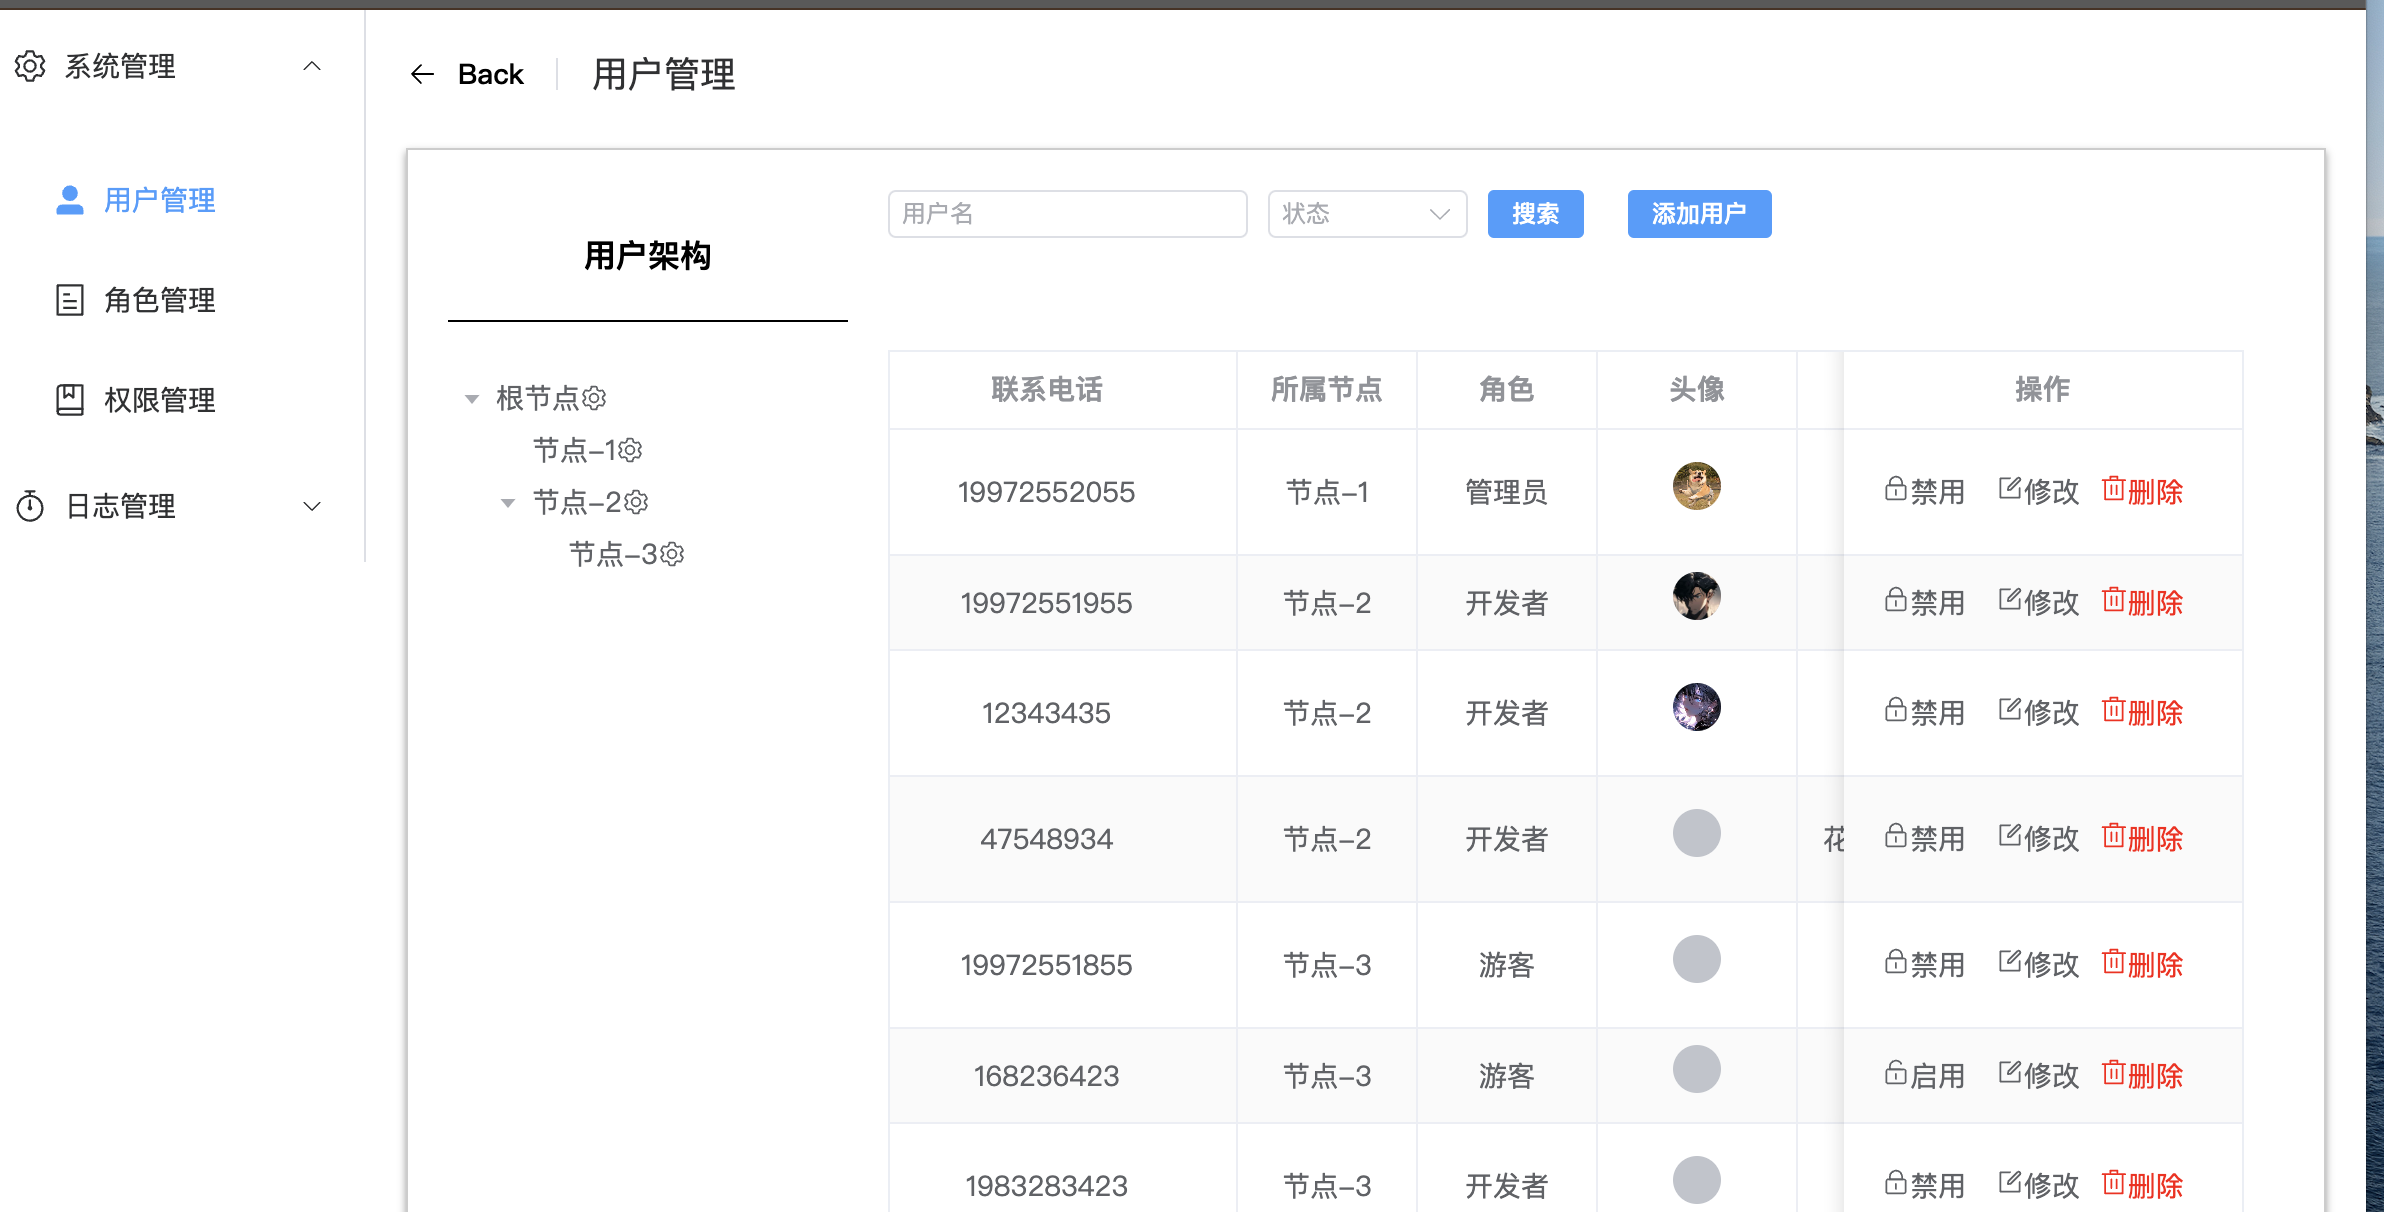 系统管理
用户管理
角色管理
权限管理
日志管理
Back 用户管理
用户架构
根节点
节点-1
节点-2
节点-3
用户名 状态 搜索 添加用户
联系电话 所属节点 角色 头像 操作
19972552055 节点-1 管理员 禁用 修改 删除
19972551955 节点-2 开发者 禁用 修改 删除
12343435 节点-2 开发者 禁用 修改 删除
47548934 节点-2 开发者 花 禁用 修改 删除
19972551855 节点-3 游客 禁用 修改 删除
168236423 节点-3 游客 启用 修改 删除
1983283423 节点-3 开发者 禁用 修改 删除